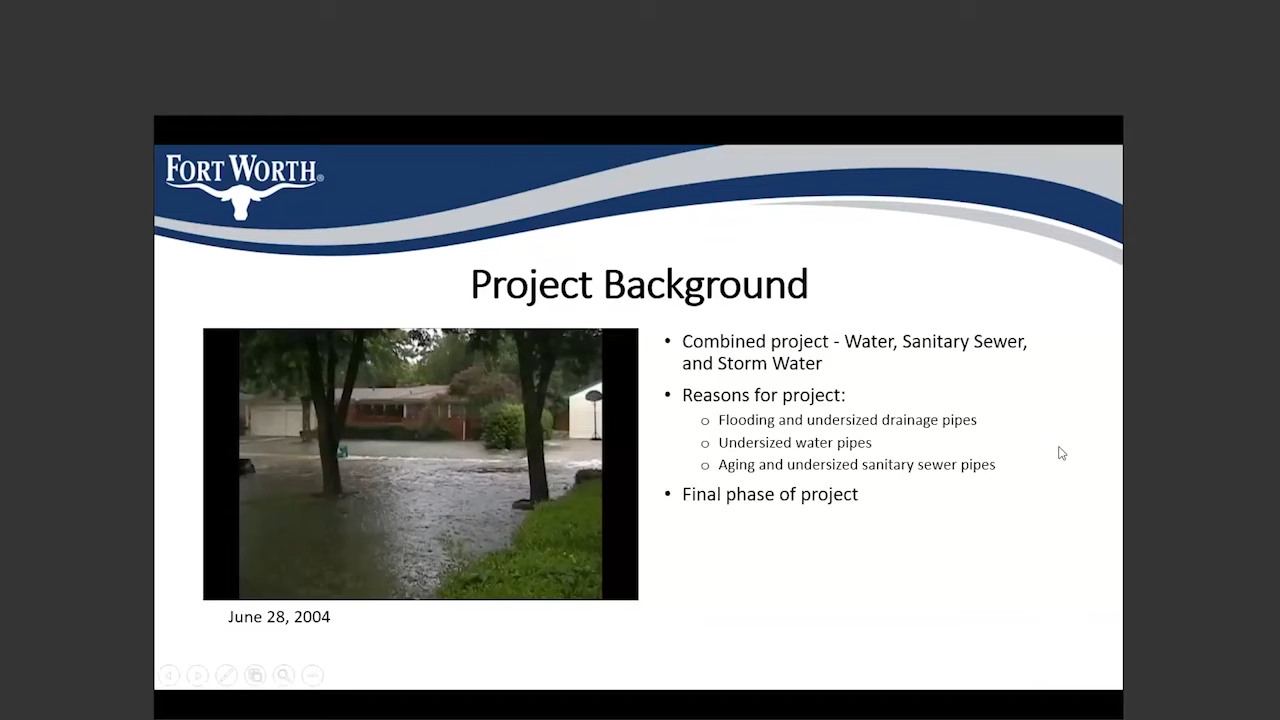 FORT WORTH®
Project Background
• Combined project - Water, Sanitary Sewer,
and Storm Water
• Reasons for project:
o Flooding and undersized drainage pipes
o Undersized water pipes
o Aging and undersized sanitary sewer pipes
• Final phase of project
June 28, 2004